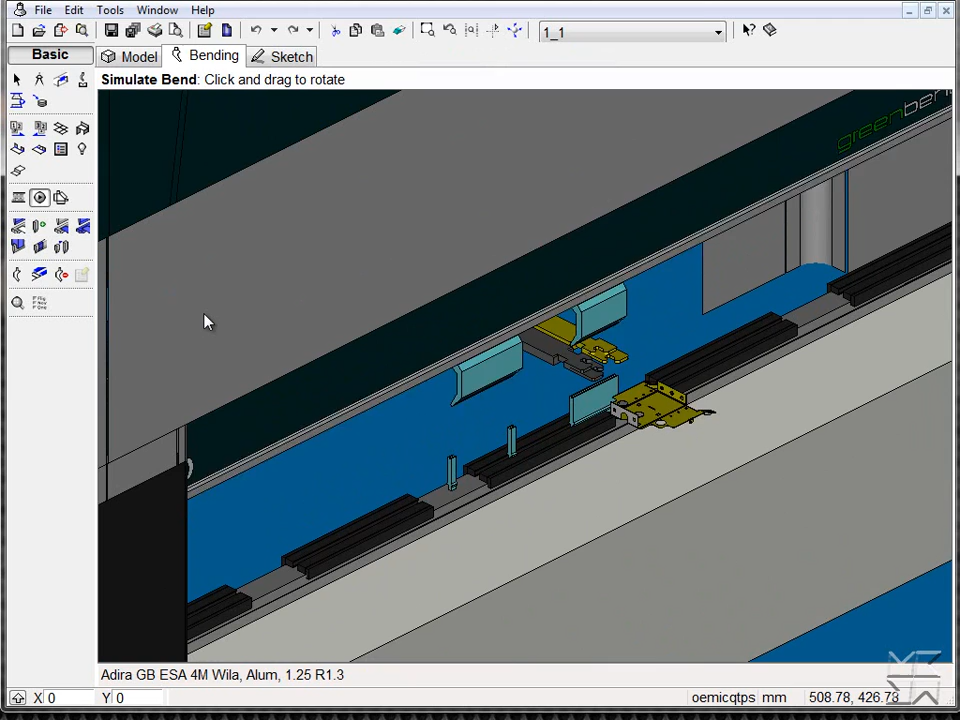 File Edit Tools Window Help
1_1
Basic Model Bending Sketch
Simulate Bend: Click and drag to rotate
Adira GB ESA 4M Wila, Alum, 1.25 R1.3
X 0 Y 0 oemicqtps mm 508.78, 426.78